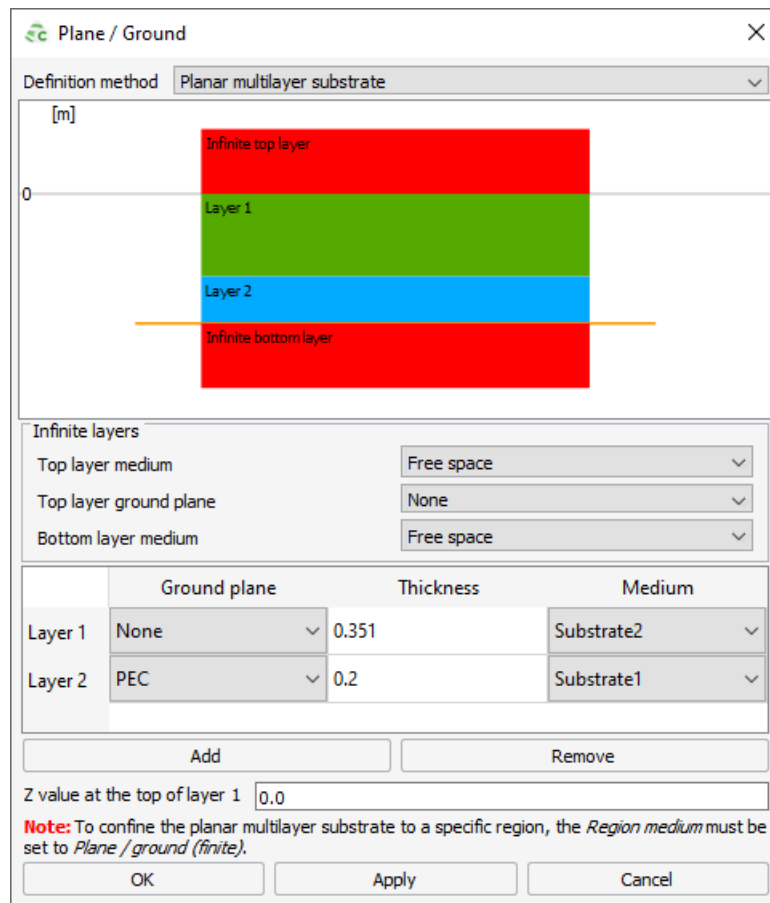 Plane / Ground
Definition method Planar multilayer substrate
[m]
Infinite top layer
0
Layer 1
Layer 2
Infinite bottom layer
Infinite layers
Top layer medium Free space
Top layer ground plane None
Bottom layer medium Free space
Ground plane Thickness Medium
Layer 1 None 0.351 Substrate2
Layer 2 PEC 0.2 Substrate1
Add Remove
Z value at the top of layer 1 0.0
Note: To confine the planar multilayer substrate to a specific region, the Region medium must be
set to Plane / ground (finite).
OK Apply Cancel